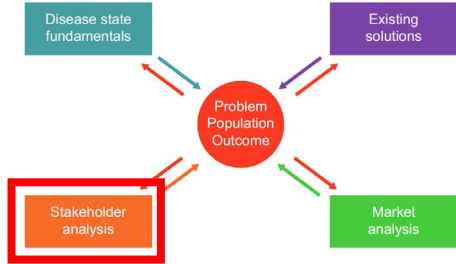 Disease state
fundamentals
Existing
solutions
Problem
Population
Outcome
Stakeholder
analysis
Market
analysis